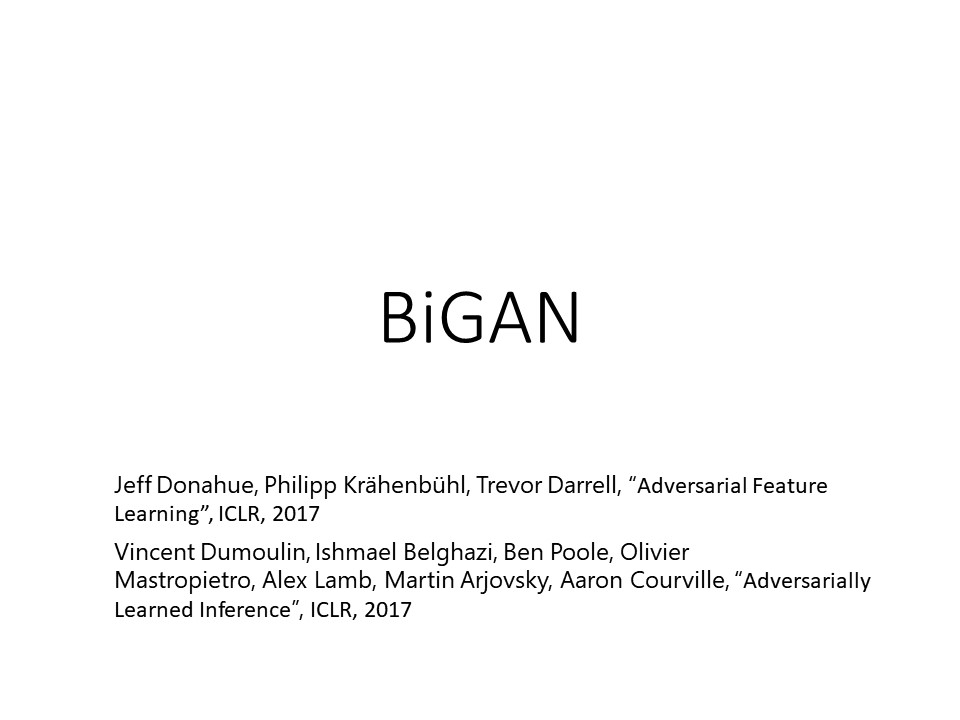 BiGAN
Jeff Donahue, Philipp Krähenbühl, Trevor Darrell, “Adversarial Feature
Learning”, ICLR, 2017
Vincent Dumoulin, Ishmael Belghazi, Ben Poole, Olivier
Mastropietro, Alex Lamb, Martin Arjovsky, Aaron Courville, “Adversarially
Learned Inference”, ICLR, 2017